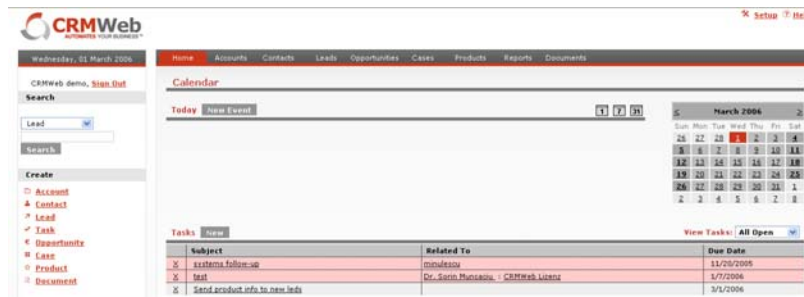 Setup
CRMWeb
AUTOMATES YOUR BUSINESS
Wednesday, 01 March 2006
Home Accounts Contacts Leads Opportunities Cases Products Reports Documents
CRMWeb demo, Sign Out
Search
Lead
Search
Create
Account
Contact
Lead
Task
Opportunity
Case
Product
Document
Calendar
Today New Event
1 7 31
< March 2006 >
Sun Mon Tue Wed Thu Fri Sat
26 27 28 1 2 3 4
5 6 7 8 9 10 11
12 13 14 15 16 17 18
19 20 21 22 23 24 25
26 27 28 29 30 31 1
2 3 4 5 6 7 8
Tasks New
View Tasks: All Open
Subject Related To Due Date
X systems follow-up minulescu 11/20/2005
X test Dr. Sorin : CRMWeb Lizenz 1/7/2006
X Send product info to new leds 3/1/2006